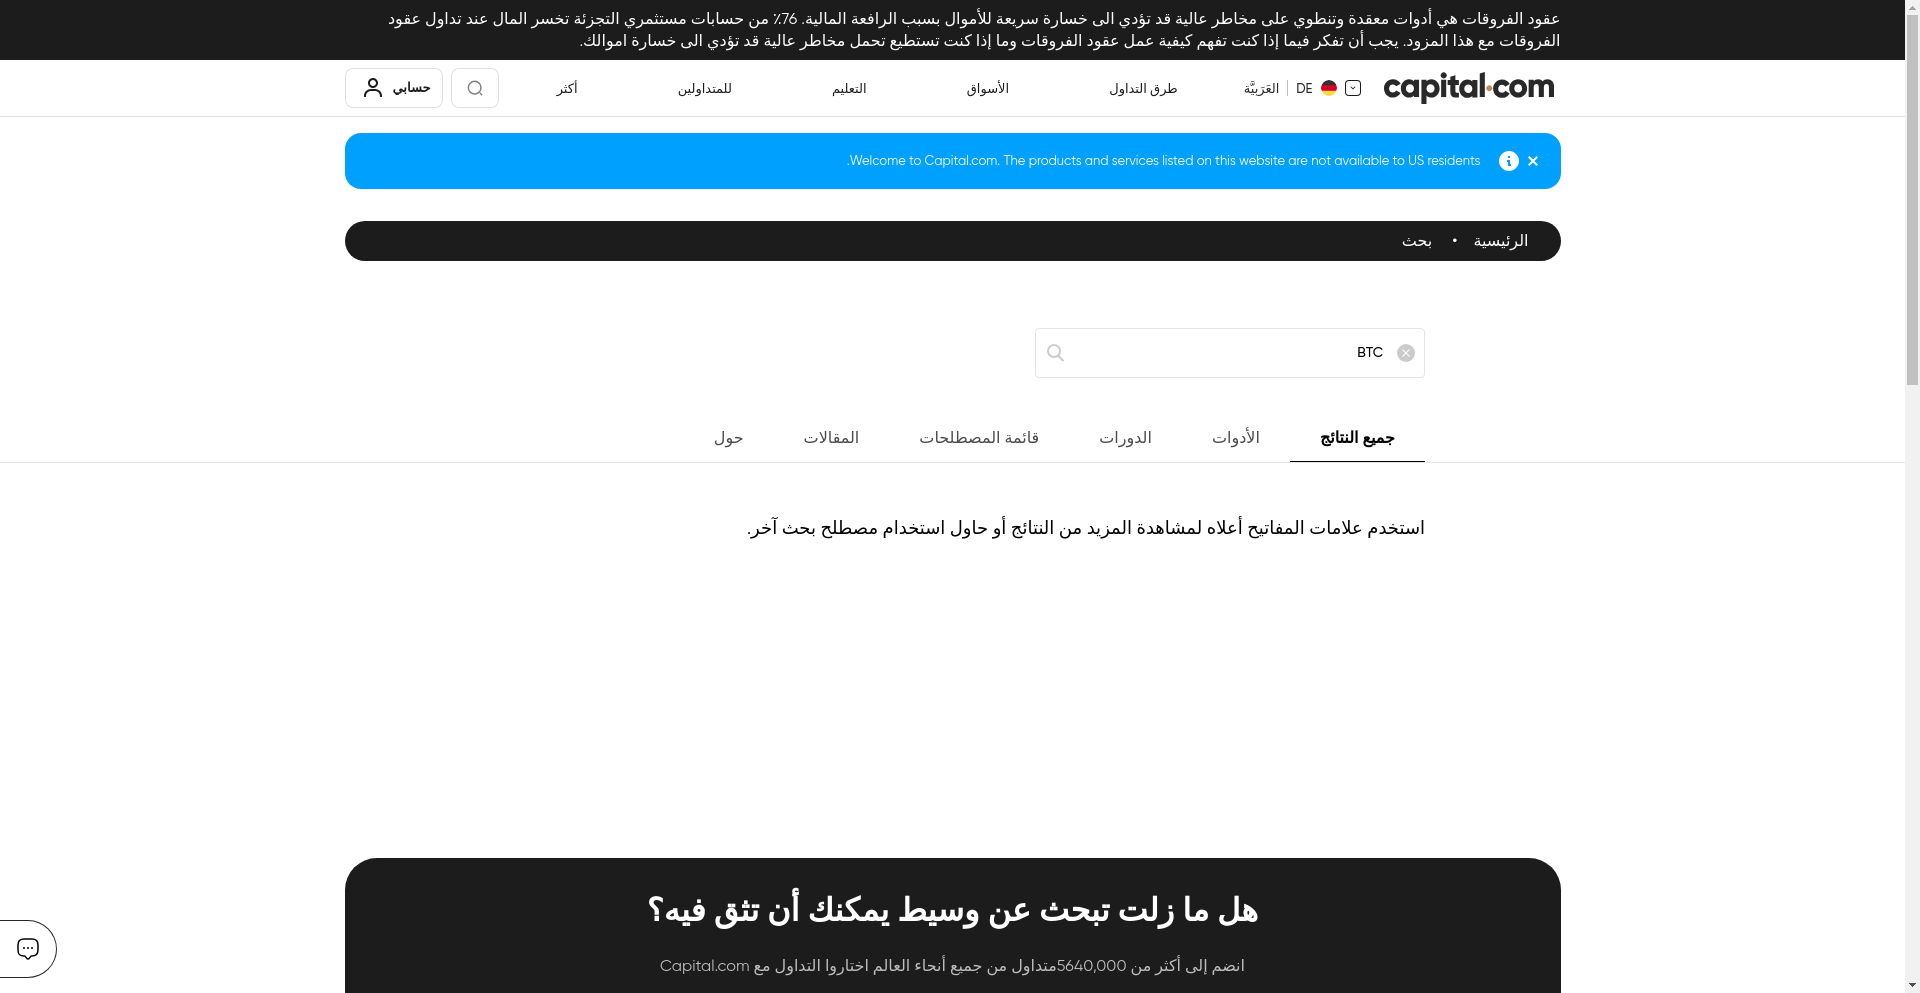 عقود الفروقات هي أدوات معقدة وتنطوي على مخاطر عالية قد تؤدي الى خسارة سريعة للأموال بسبب الرافعة المالية. 76٪ من حسابات مستثمري التجزئة تخسر المال عند تداول عقود
الفروقات مع هذا المزود. يجب أن تفكر فيما إذا كنت تفهم كيفية عمل عقود الفروقات وما إذا كنت تستطيع تحمل مخاطر عالية قد تؤدي الى خسارة اموالك.
capital.com
DE
العَرَبِيَّة
طرق التداول
الأسواق
التعليم
للمتداولين
أكثر
حسابي
Welcome to Capital.com. The products and services listed on this website are not available to US residents.
الرئيسية • بحث
BTC
جميع النتائج
الأدوات
الدورات
قائمة المصطلحات
المقالات
حول
استخدم علامات المفاتيح أعلاه لمشاهدة المزيد من النتائج أو حاول استخدام مصطلح بحث آخر.
هل ما زلت تبحث عن وسيط يمكنك أن تثق فيه؟
انضم إلى أكثر من 5640,000متداول من جميع أنحاء العالم اختاروا التداول مع Capital.com